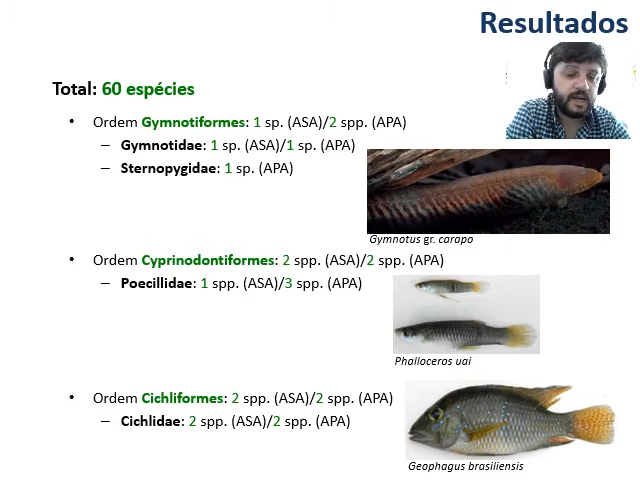 Resultados
Total: 60 espécies
• Ordem Gymnotiformes: 1 sp. (ASA)/2 spp. (APA)
– Gymnotidae: 1 sp. (ASA)/1 sp. (APA)
– Sternopygidae: 1 sp. (APA)
Gymnotus gr. carapo
• Ordem Cyprinodontiformes: 2 spp. (ASA)/2 spp. (APA)
– Poecillidae: 1 spp. (ASA)/3 spp. (APA)
Phalloceros uai
• Ordem Cichliformes: 2 spp. (ASA)/2 spp. (APA)
– Cichlidae: 2 spp. (ASA)/2 spp. (APA)
Geophagus brasiliensis